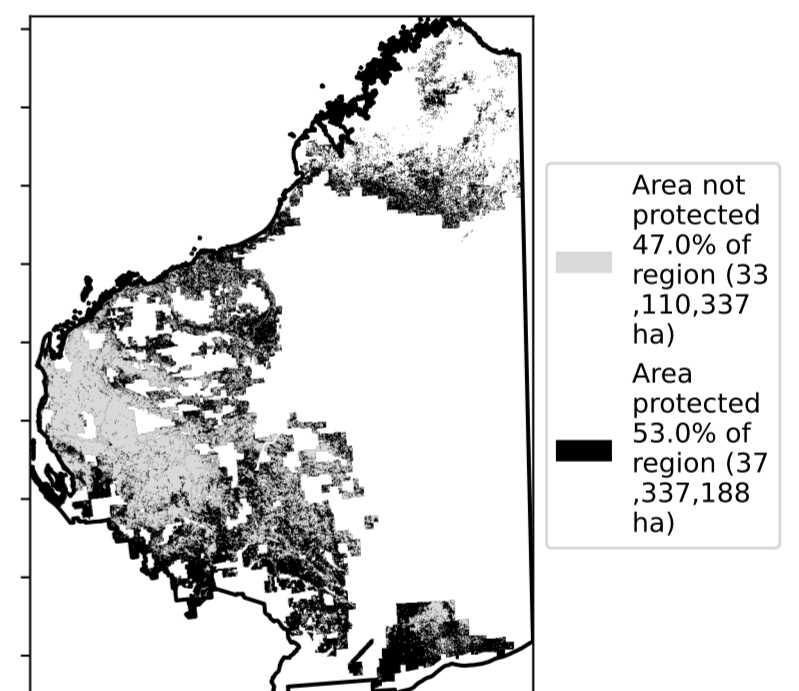 Area not
protected
47.0% of
region (33
,110,337
ha)
Area
protected
53.0% of
region (37
,337,188
ha)